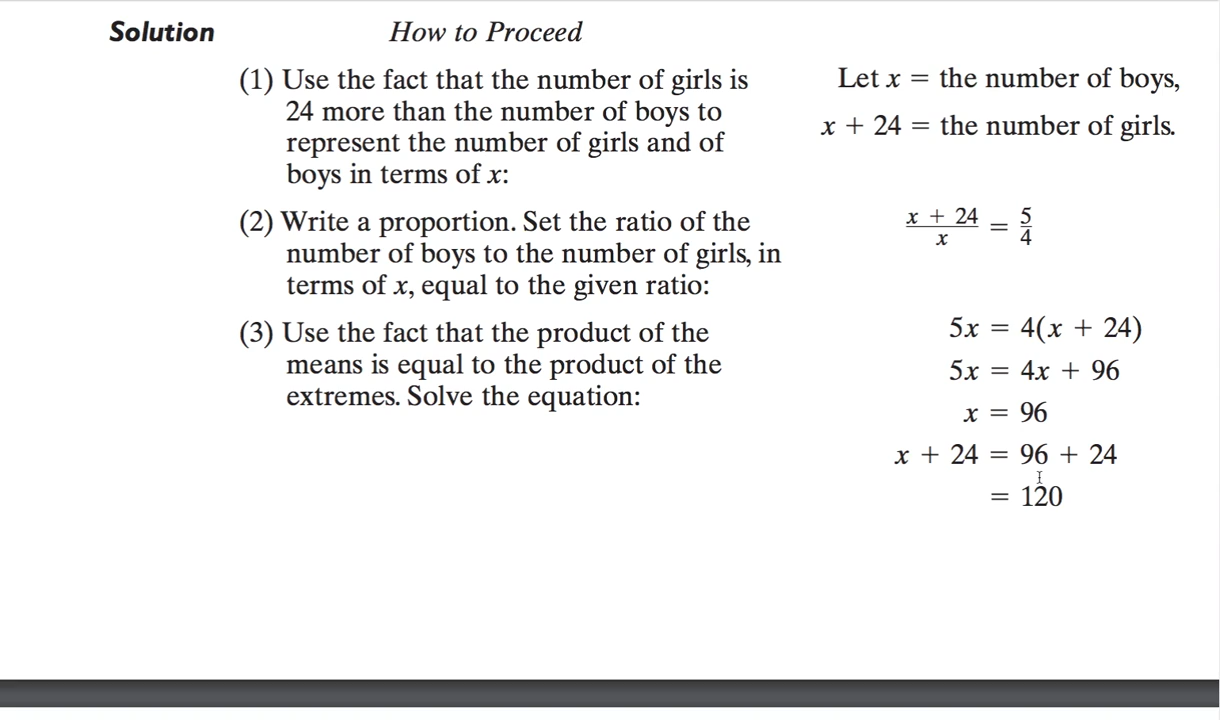 Solution How to Proceed
(1) Use the fact that the number of girls is
24 more than the number of boys to
represent the number of girls and of
boys in terms of x:
Let x = the number of boys,
x + 24 = the number of girls.
(2) Write a proportion. Set the ratio of the
number of boys to the number of girls, in
terms of x, equal to the given ratio:
(x + 24)/x = 5/4
(3) Use the fact that the product of the
means is equal to the product of the
extremes. Solve the equation:
5x = 4(x + 24)
5x = 4x + 96
x = 96
x + 24 = 96 + 24
= 120